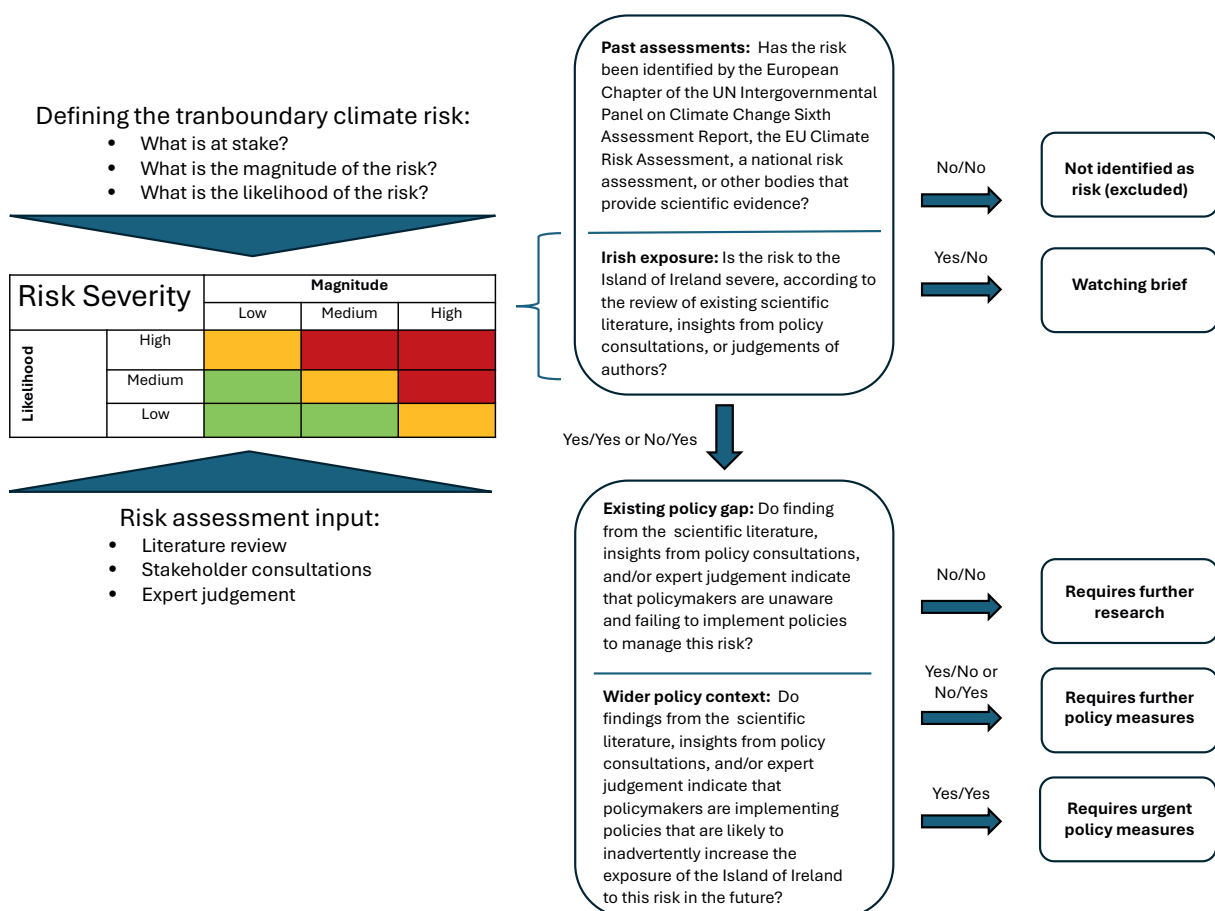 Defining the tranboundary climate risk:
• What is at stake?
• What is the magnitude of the risk?
• What is the likelihood of the risk?
Risk Severity
Magnitude
Low
Medium
High
Likelihood
High
Medium
Low
Risk assessment input:
• Literature review
• Stakeholder consultations
• Expert judgement
Past assessments: Has the risk
been identified by the European
Chapter of the UN Intergovernmental
Panel on Climate Change Sixth
Assessment Report, the EU Climate
Risk Assessment, a national risk
assessment, or other bodies that
provide scientific evidence?
Irish exposure: Is the risk to the
Island of Ireland severe, according to
the review of existing scientific
literature, insights from policy
consultations, or judgements of
authors?
No/No
Not identified as
risk (excluded)
Yes/No
Watching brief
Yes/Yes or No/Yes
Existing policy gap: Do finding
from the scientific literature,
insights from policy consultations,
and/or expert judgement indicate
that policymakers are unaware
and failing to implement policies
to manage this risk?
Wider policy context: Do
findings from the scientific
literature, insights from policy
consultations, and/or expert
judgement indicate that
policymakers are implementing
policies that are likely to
inadvertently increase the
exposure of the Island of Ireland
to this risk in the future?
No/No
Requires further
research
Yes/No or
No/Yes
Requires further
policy measures
Yes/Yes
Requires urgent
policy measures